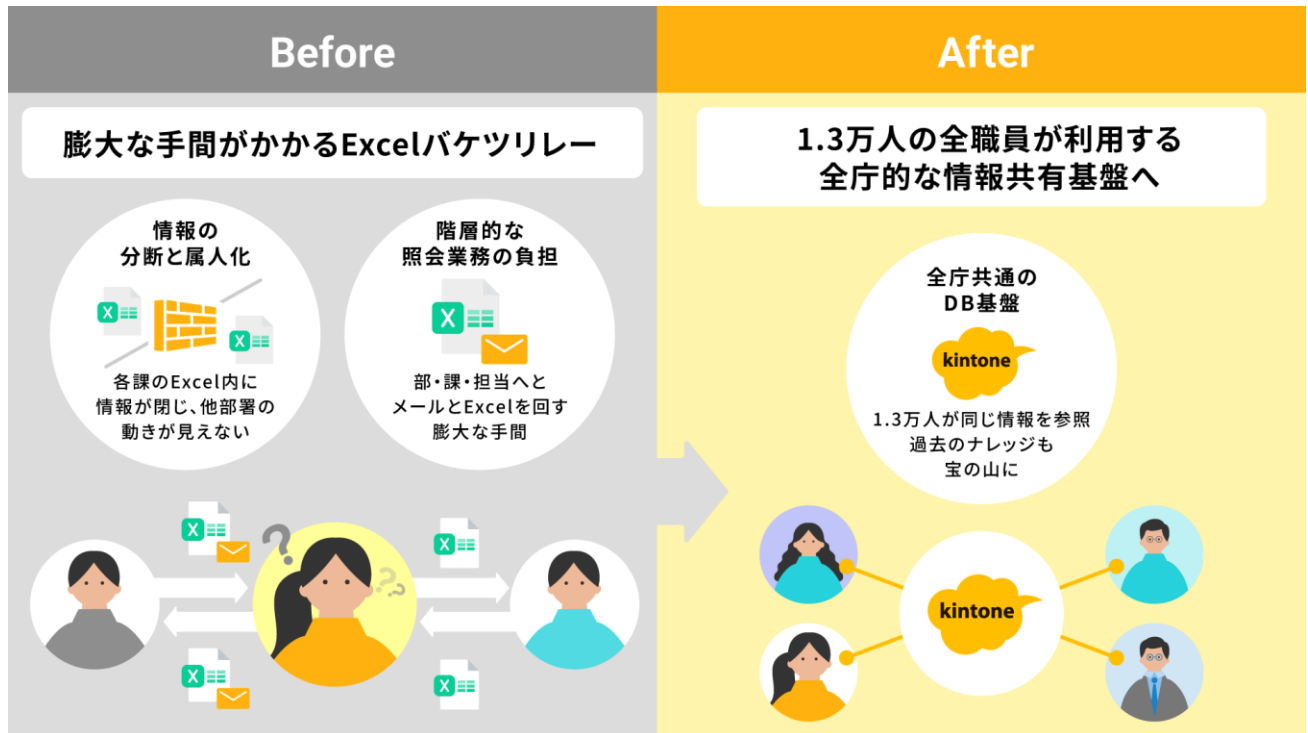 Before
After
膨大な手間がかかるExcelバケツリレー
1.3万人の全職員が利用する
全庁的な情報共有基盤へ
情報の
分断と属人化
X
X
各課のExcel内に
情報が閉じ、他部署の
動きが見えない
階層的な
照会業務の負担
X
部・課・担当へと
メールとExcelを回す
膨大な手間
全庁共通の
DB基盤
kintone
1.3万人が同じ情報を参照
過去のナレッジも
宝の山に
X
?
??
X
X
X
kintone